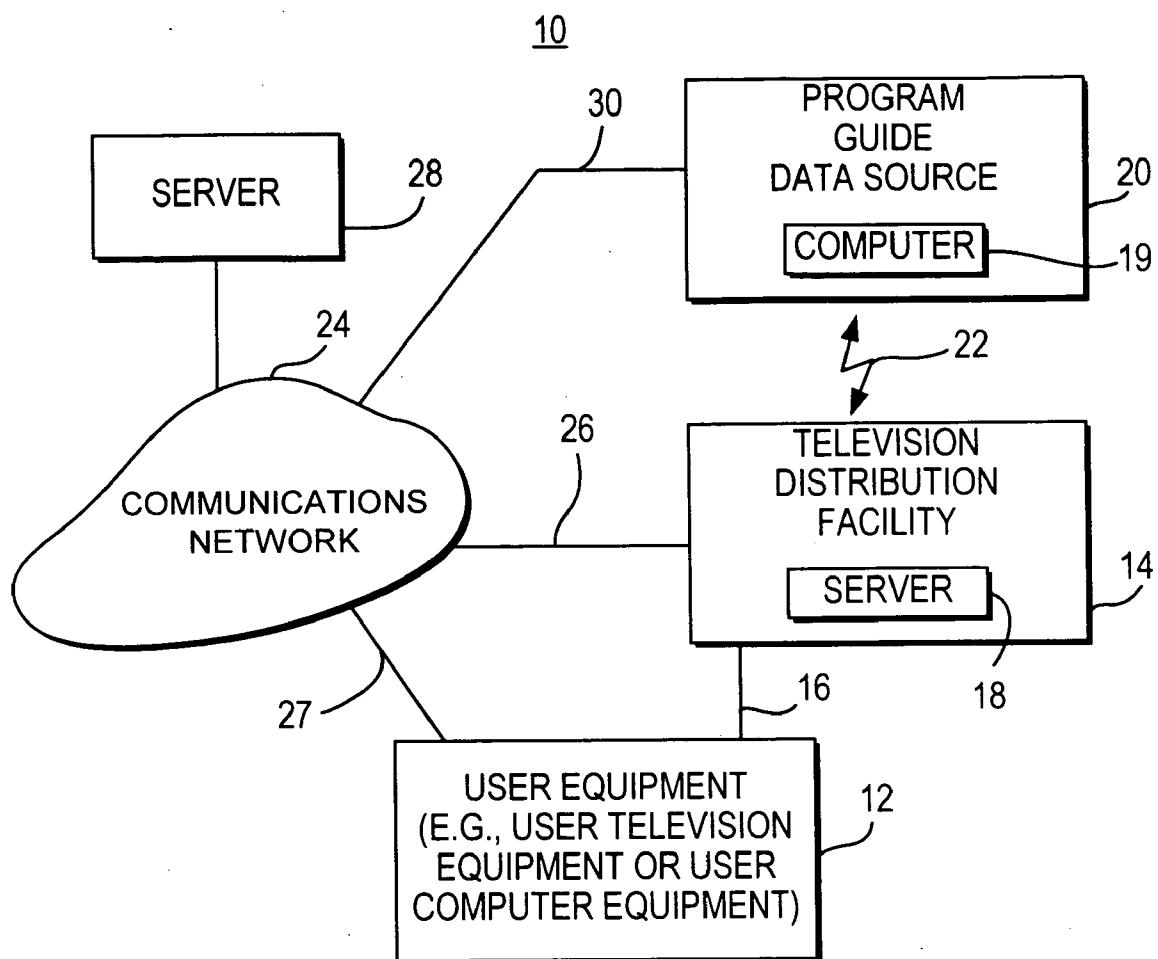 10
30
PROGRAM
GUIDE
DATA SOURCE
COMPUTER
20
19
SERVER
28
24
22
COMMUNICATIONS
NETWORK
26
TELEVISION
DISTRIBUTION
FACILITY
SERVER
14
18
16
27
USER EQUIPMENT
(E.G., USER TELEVISION
EQUIPMENT OR USER
COMPUTER EQUIPMENT)
12